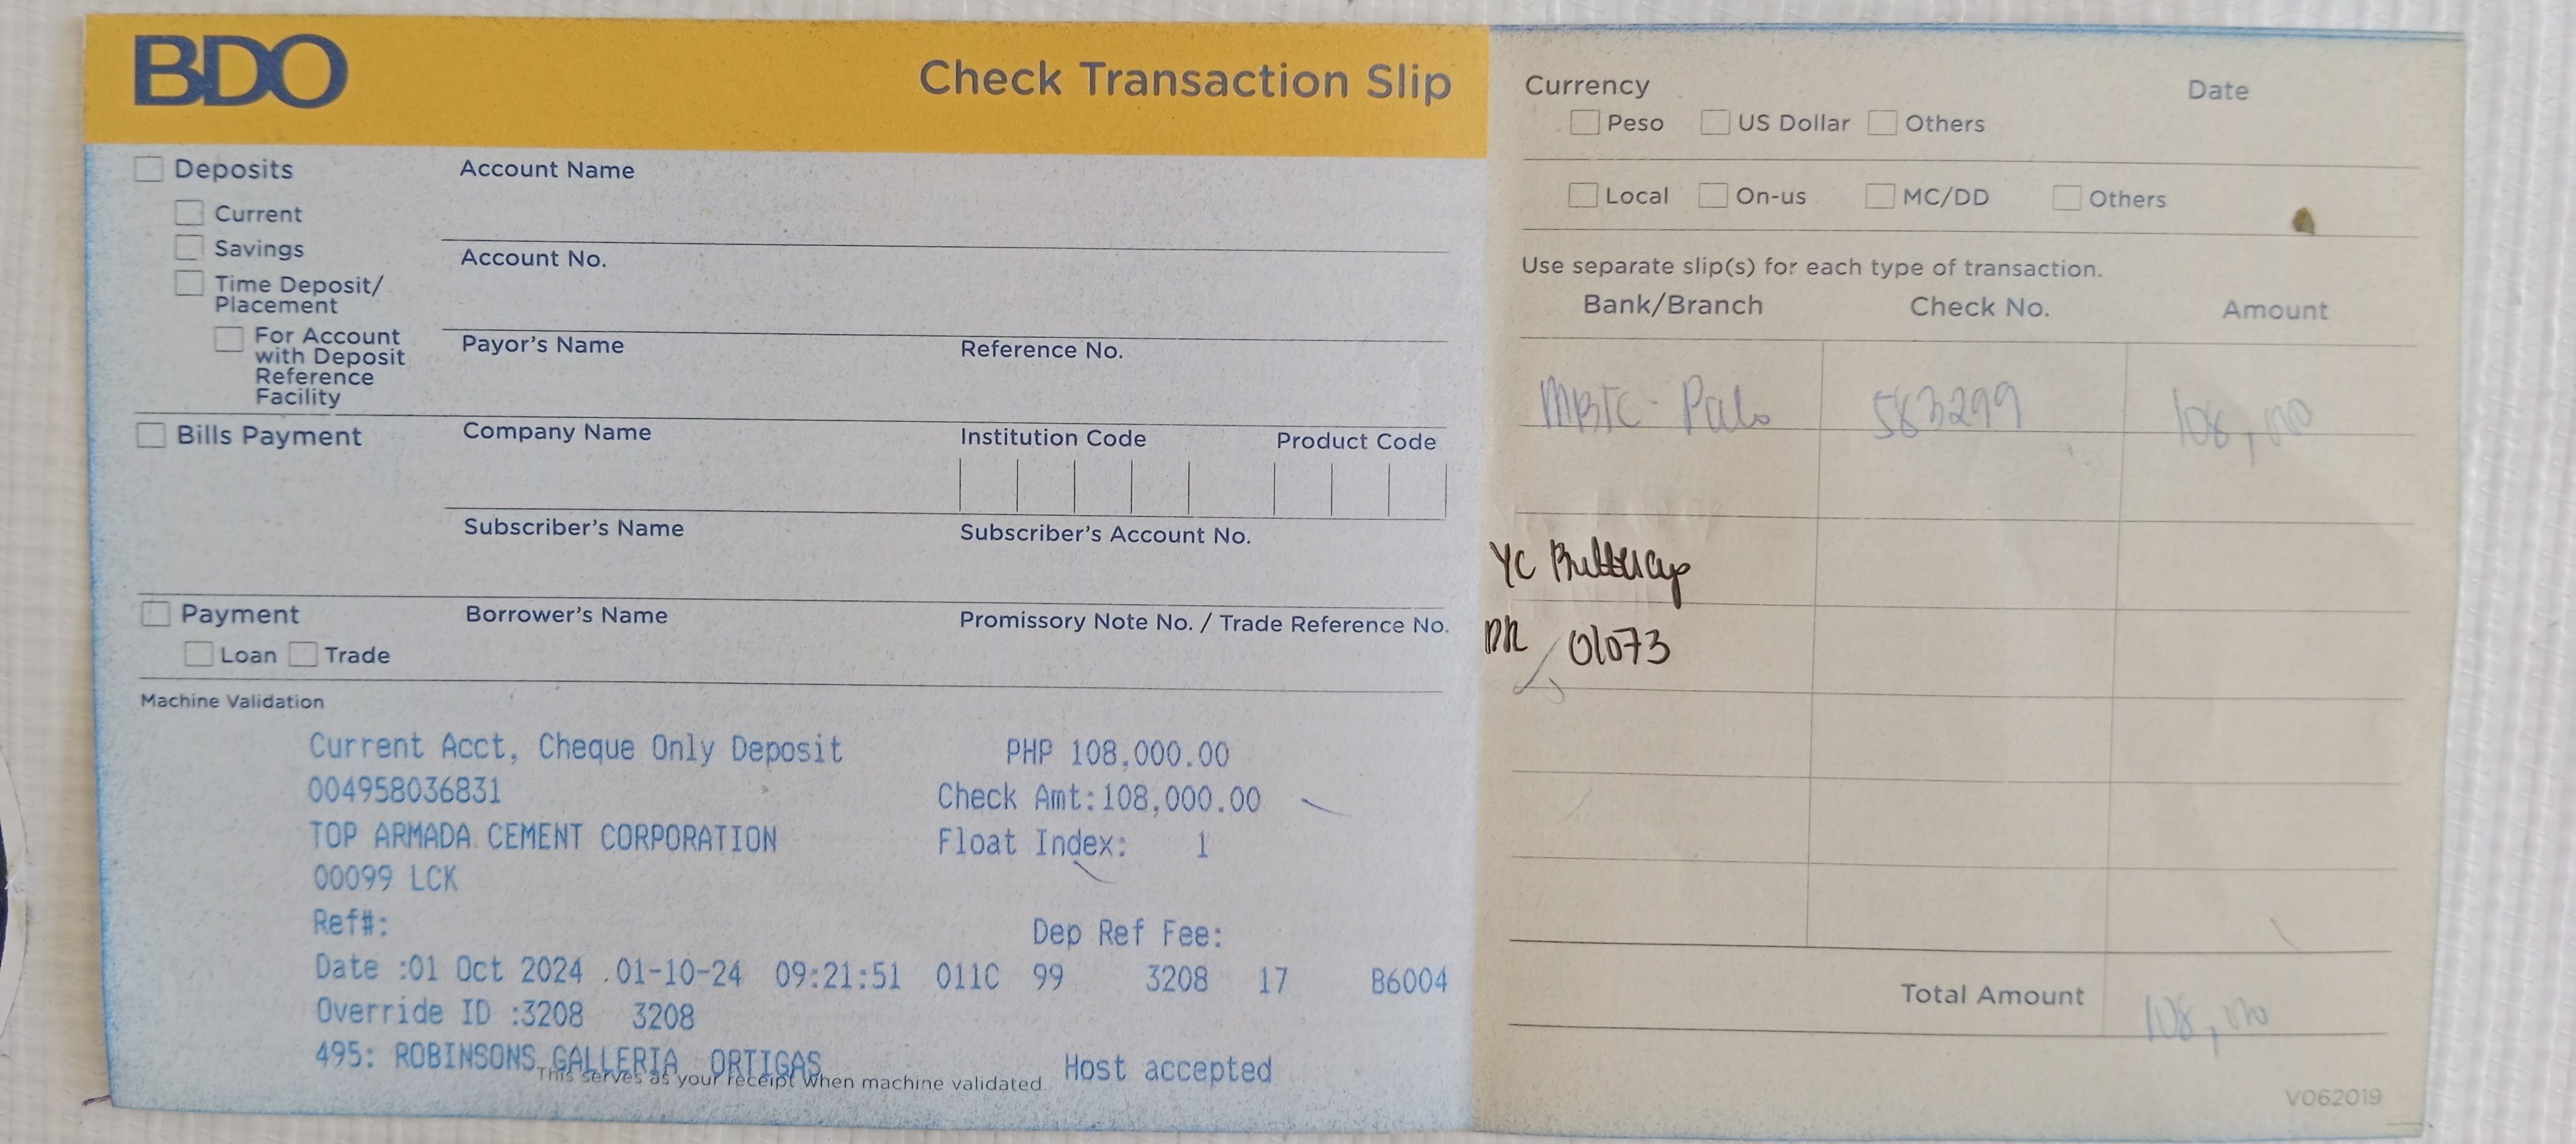 BDO
Check Transaction Slip
Deposits
Current
Savings
Time Deposit/
Placement
For Account
with Deposit
Reference
Facility
Account Name
Account No.
Payor's Name Reference No.
Bills Payment
Company Name Institution Code Product Code
Subscriber's Name Subscriber's Account No.
Payment
Loan Trade
Borrower's Name Promissory Note No. / Trade Reference No.
Machine Validation
Current Acct, Cheque Only Deposit PHP 108,000.00
004958036831 Check Amt:108,000.00
TOP ARMADA CEMENT CORPORATION Float Index: 1
00099 LCK
Ref#: Dep Ref Fee:
Date :01 Oct 2024 .01-10-24 09:21:51 011C 99 3208 17 B6004
Override ID :3208 3208
495: ROBINSONS GALLERIA ORTIGAS Host accepted
This serves as your receipt when machine validated.
Currency Date
Peso US Dollar Others
Local On-us MC/DD Others
Use separate slip(s) for each type of transaction.
Bank/Branch Check No. Amount
MBTC - Palo 583299 108,000
YC Buttercup
DR 01073
Total Amount 108,000
V062019